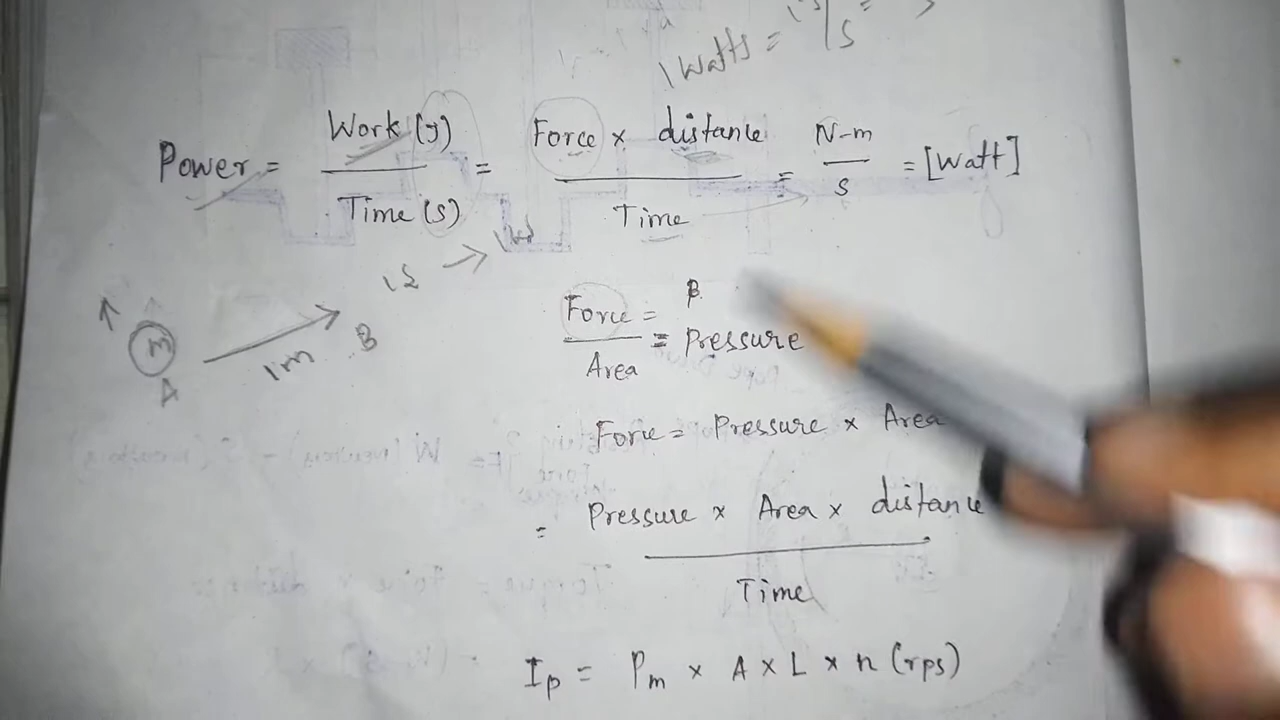 1 Watts = 1J/S
Power = Work (J) / Time (S) = Force x distance / Time = N-m / S = [Watt]
1S → W
Force / Area = Pressure
m
A
1m
B
Force = Pressure x Area
= Pressure x Area x distance / Time
Ip = Pm x A x L x n (rps)